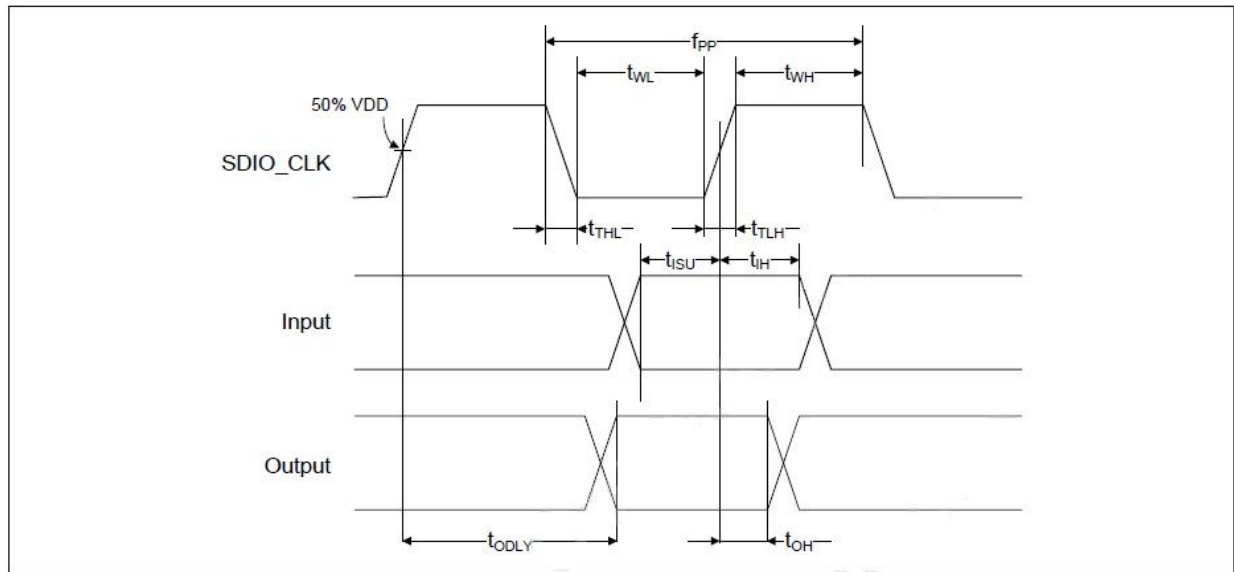 fPP
tWL
tWH
50% VDD
SDIO_CLK
tTHL
tTLH
tISU
tIH
Input
Output
tODLY
tOH